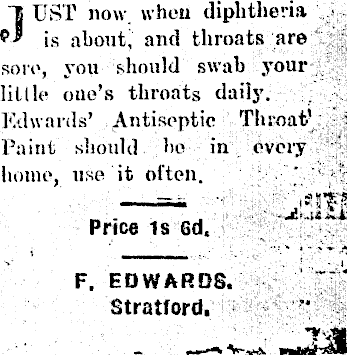 JUST now when diphtheria
is about, and throats are
sore, you should swab your
little one's throats daily.
Edwards' Antiseptic Throat
Paint should be in every
home, use it often.
Price 1s 6d.
F. EDWARDS.
Stratford.